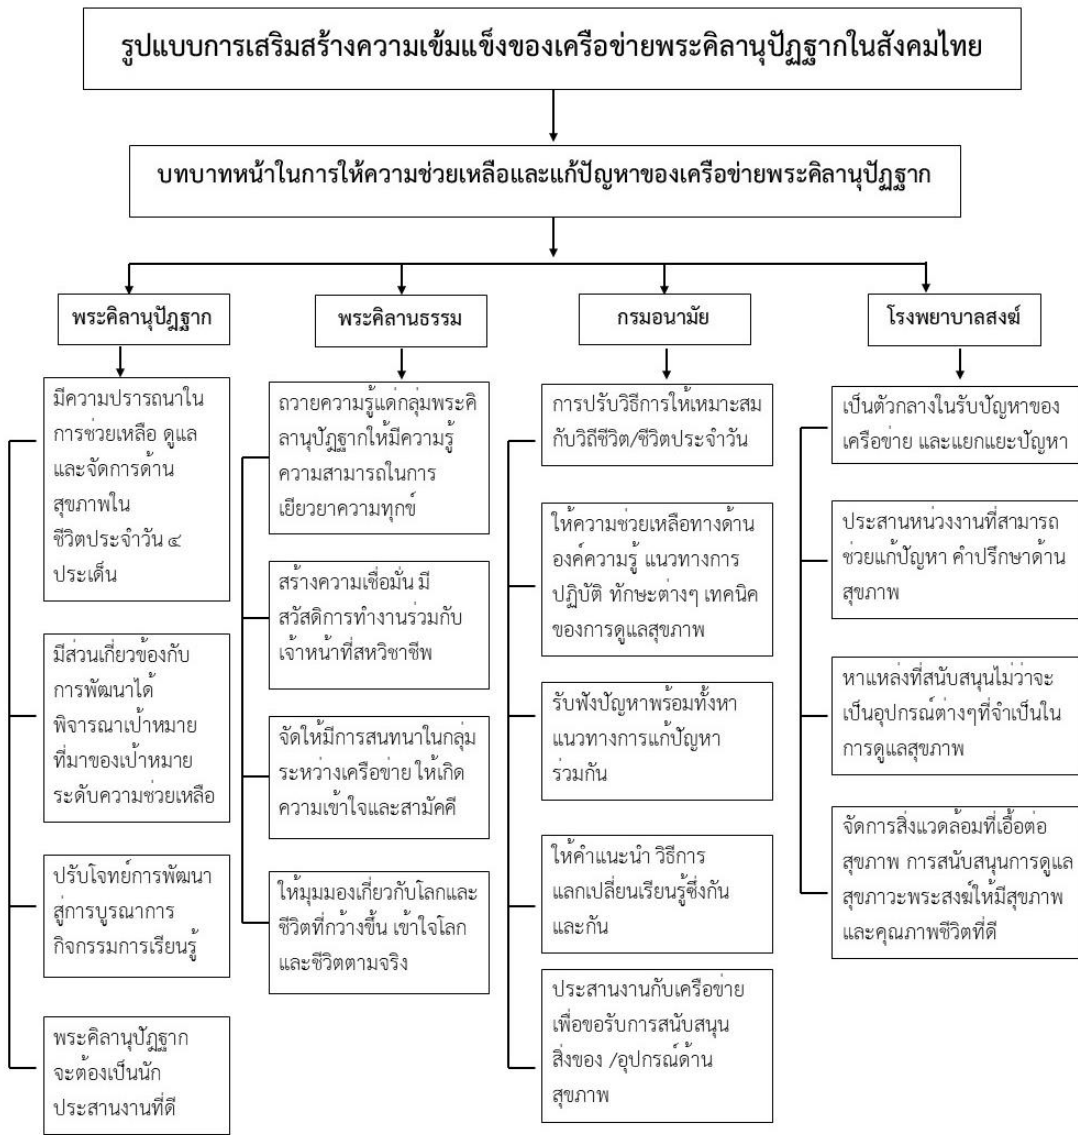 รูปแบบการเสริมสร้างความเข้มแข็งของเครือข่ายพระคิลานุปัฏฐากในสังคมไทย
บทบาทหน้าในการให้ความช่วยเหลือและแก้ปัญหาของเครือข่ายพระคิลานุปัฏฐาก
พระคิลานุปัฎฐาก
มีความปรารถนาใน
การช่วยเหลือ ดูแล
และจัดการด้าน
สุขภาพใน
ชีวิตประจำวัน ๔
ประเด็น
มีส่วนเกี่ยวข้องกับ
การพัฒนาได้
พิจารณาเป้าหมาย
ที่มาของเป้าหมาย
ระดับความช่วยเหลือ
ปรับโจทย์การพัฒนา
สู่การบูรณาการ
กิจกรรมการเรียนรู้
พระคิลานุปัฎฐาก
จะต้องเป็นนัก
ประสานงานที่ดี
พระคิลานธรรม
ถวายความรู้แด่กลุ่มพระคิ
ลานุปัฎฐากให้มีความรู้
ความสามารถในการ
เยียวยาความทุกข์
สร้างความเชื่อมั่น มี
สวัสดิการทำงานร่วมกับ
เจ้าหน้าที่สหวิชาชีพ
จัดให้มีการสนทนาในกลุ่ม
ระหว่างเครือข่าย ให้เกิด
ความเข้าใจและสามัคคี
ให้มุมมองเกี่ยวกับโลกและ
ชีวิตที่กว้างขึ้น เข้าใจโลก
และชีวิตตามจริง
กรมอนามัย
การปรับวิธีการให้เหมาะสม
กับวิถีชีวิต/ชีวิตประจำวัน
ให้ความช่วยเหลือทางด้าน
องค์ความรู้ แนวทางการ
ปฏิบัติ ทักษะต่างๆ เทคนิค
ของการดูแลสุขภาพ
รับฟังปัญหาพร้อมทั้งหา
แนวทางการแก้ปัญหา
ร่วมกัน
ให้คำแนะนำ วิธีการ
แลกเปลี่ยนเรียนรู้ซึ่งกัน
และกัน
ประสานงานกับเครือข่าย
เพื่อขอรับการสนับสนุน
สิ่งของ /อุปกรณ์ด้าน
สุขภาพ
โรงพยาบาลสงฆ์
เป็นตัวกลางในรับปัญหาของ
เครือข่าย และแยกแยะปัญหา
ประสานหน่วงงานที่สามารถ
ช่วยแก้ปัญหา คำปรึกษาด้าน
สุขภาพ
หาแหล่งที่สนับสนุนไม่ว่าจะ
เป็นอุปกรณ์ต่างๆที่จำเป็นใน
การดูแลสุขภาพ
จัดการสิ่งแวดล้อมที่เอื้อต่อ
สุขภาพ การสนับสนุนการดูแล
สุขภาวะพระสงฆ์ให้มีสุขภาพ
และคุณภาพชีวิตที่ดี